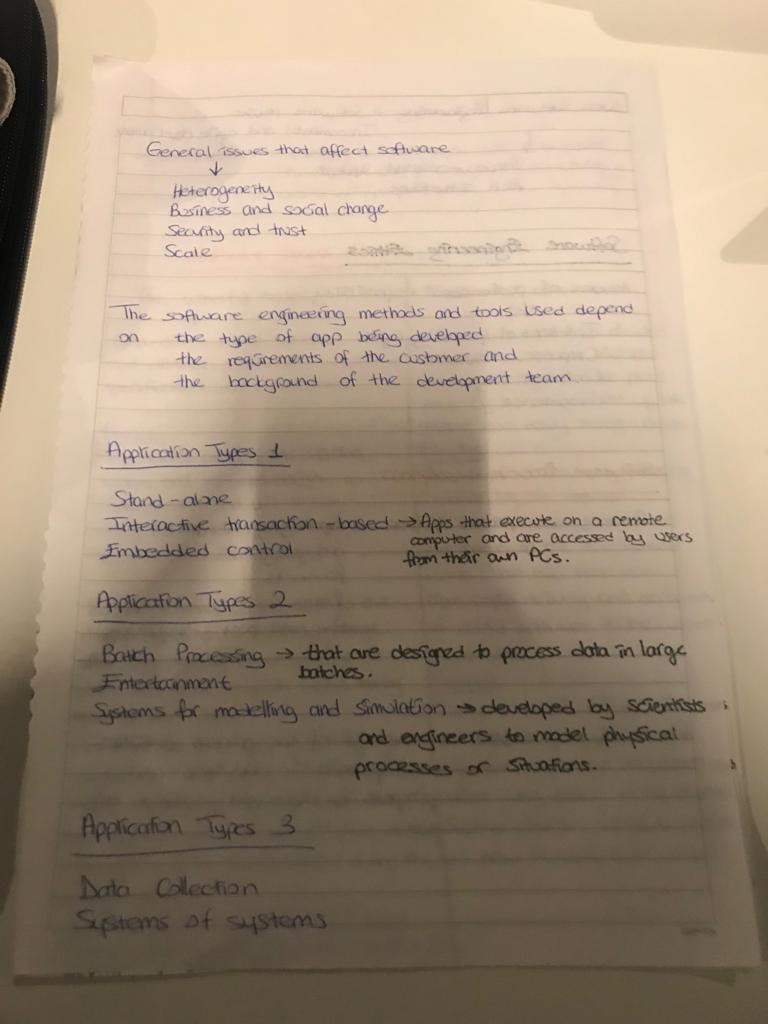 General issues that affect software
↓
Heterogeneity
Business and social change
Security and trust
Scale
The software engineering methods and tools used depend
on the type of app being developed
the requirements of the customer and
the background of the development team
Application Types 1
Stand-alone
Interactive transaction-based → Apps that execute on a remote
computer and are accessed by users
from their own PCs.
Embedded control
Application Types 2
Batch Processing → that are designed to process data in large
batches.
Entertainment
Systems for modelling and simulation → developed by scientists
and engineers to model physical
processes or situations.
Application Types 3
Data Collection
Systems of systems